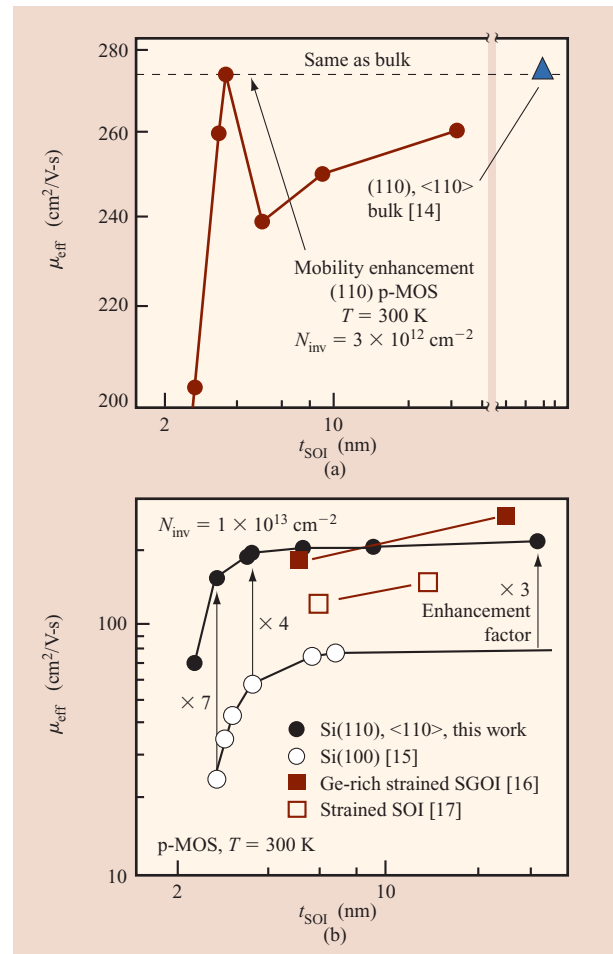 280
260
240
220
200
μeff (cm²/V-s)
Same as bulk
(110), <110>
bulk [14]
Mobility enhancement
(110) p-MOS
T = 300 K
Ninv = 3 × 10¹² cm⁻²
2
10
tSOI (nm)
(a)
Ninv = 1 × 10¹³ cm⁻²
100
10
μeff (cm²/V-s)
× 7
× 4
× 3
Enhancement
factor
Si(110), <110>, this work
Si(100) [15]
Ge-rich strained SGOI [16]
Strained SOI [17]
p-MOS, T = 300 K
2
10
tSOI (nm)
(b)